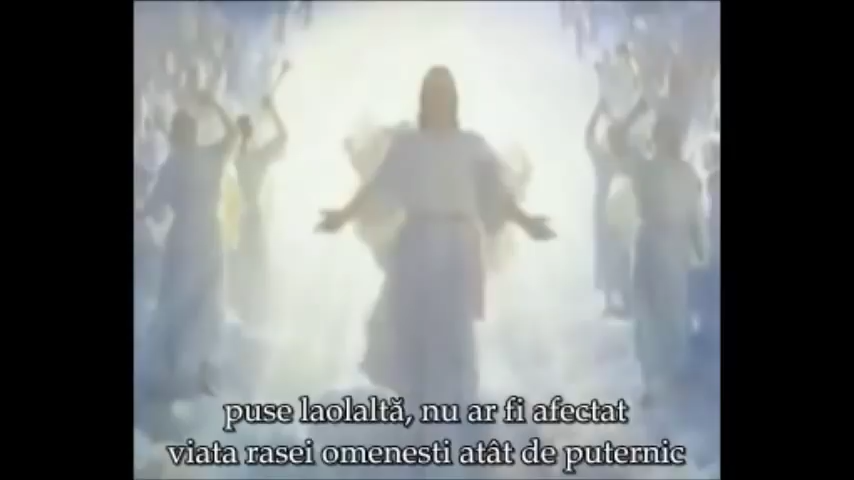 puse laolaltă, nu ar fi afectat
viata rasei omenesti atât de puternic